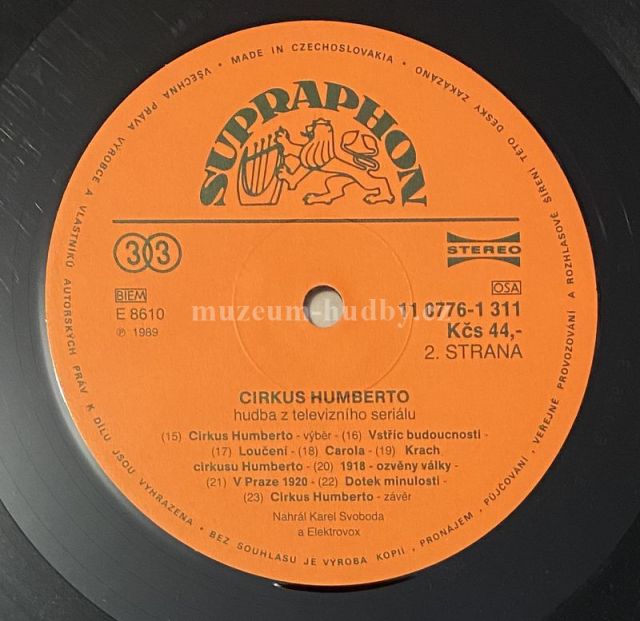 VŠECHNA PRÁVA VÝROBCE A VLASTNÍKŮ AUTORSKÝCH PRÁV K DÍLU JSOU VYHRAZENA • BEZ SOUHLASU JE VÝROBA KOPIÍ, PRONÁJEM, PŮJČOVÁNÍ, VEŘEJNÉ PROVOZOVÁNÍ A ROZHLASOVÉ ŠÍŘENÍ TÉTO DESKY ZAKÁZÁNO • MADE IN CZECHOSLOVAKIA •
SUPRAPHON
33
STEREO
BIEM
OSA
E 8610
11 0776-1 311
muzeum-hudby.cz
℗ 1989
Kčs 44,-
2. STRANA
CIRKUS HUMBERTO
hudba z televizního seriálu
(15) Cirkus Humberto - výběr - (16) Vstříc budoucnosti -
(17) Loučení - (18) Carola - (19) Krach
cirkusu Humberto - (20) 1918 - ozvěny války -
(21) V Praze 1920 - (22) Dotek minulosti -
(23) Cirkus Humberto - závěr
Nahrál Karel Svoboda
a Elektrovox